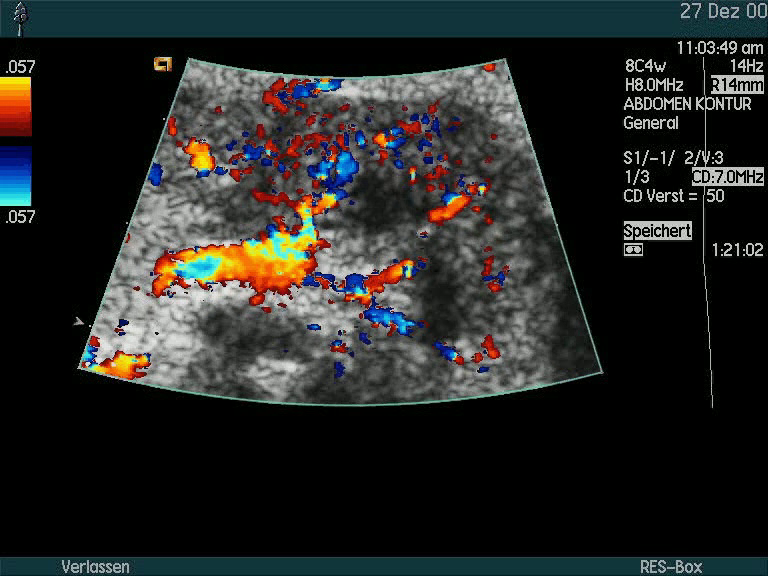 27 Dez 00
11:03:49 am
.057
8C4w 14Hz
H8.0MHz R14mm
ABDOMEN KONTUR
General
S1/-1/ 2/V.3
1/3 CD:7.0MHz
CD Verst = 50
.057
Speichert
1:21:02
Verlassen RES-Box